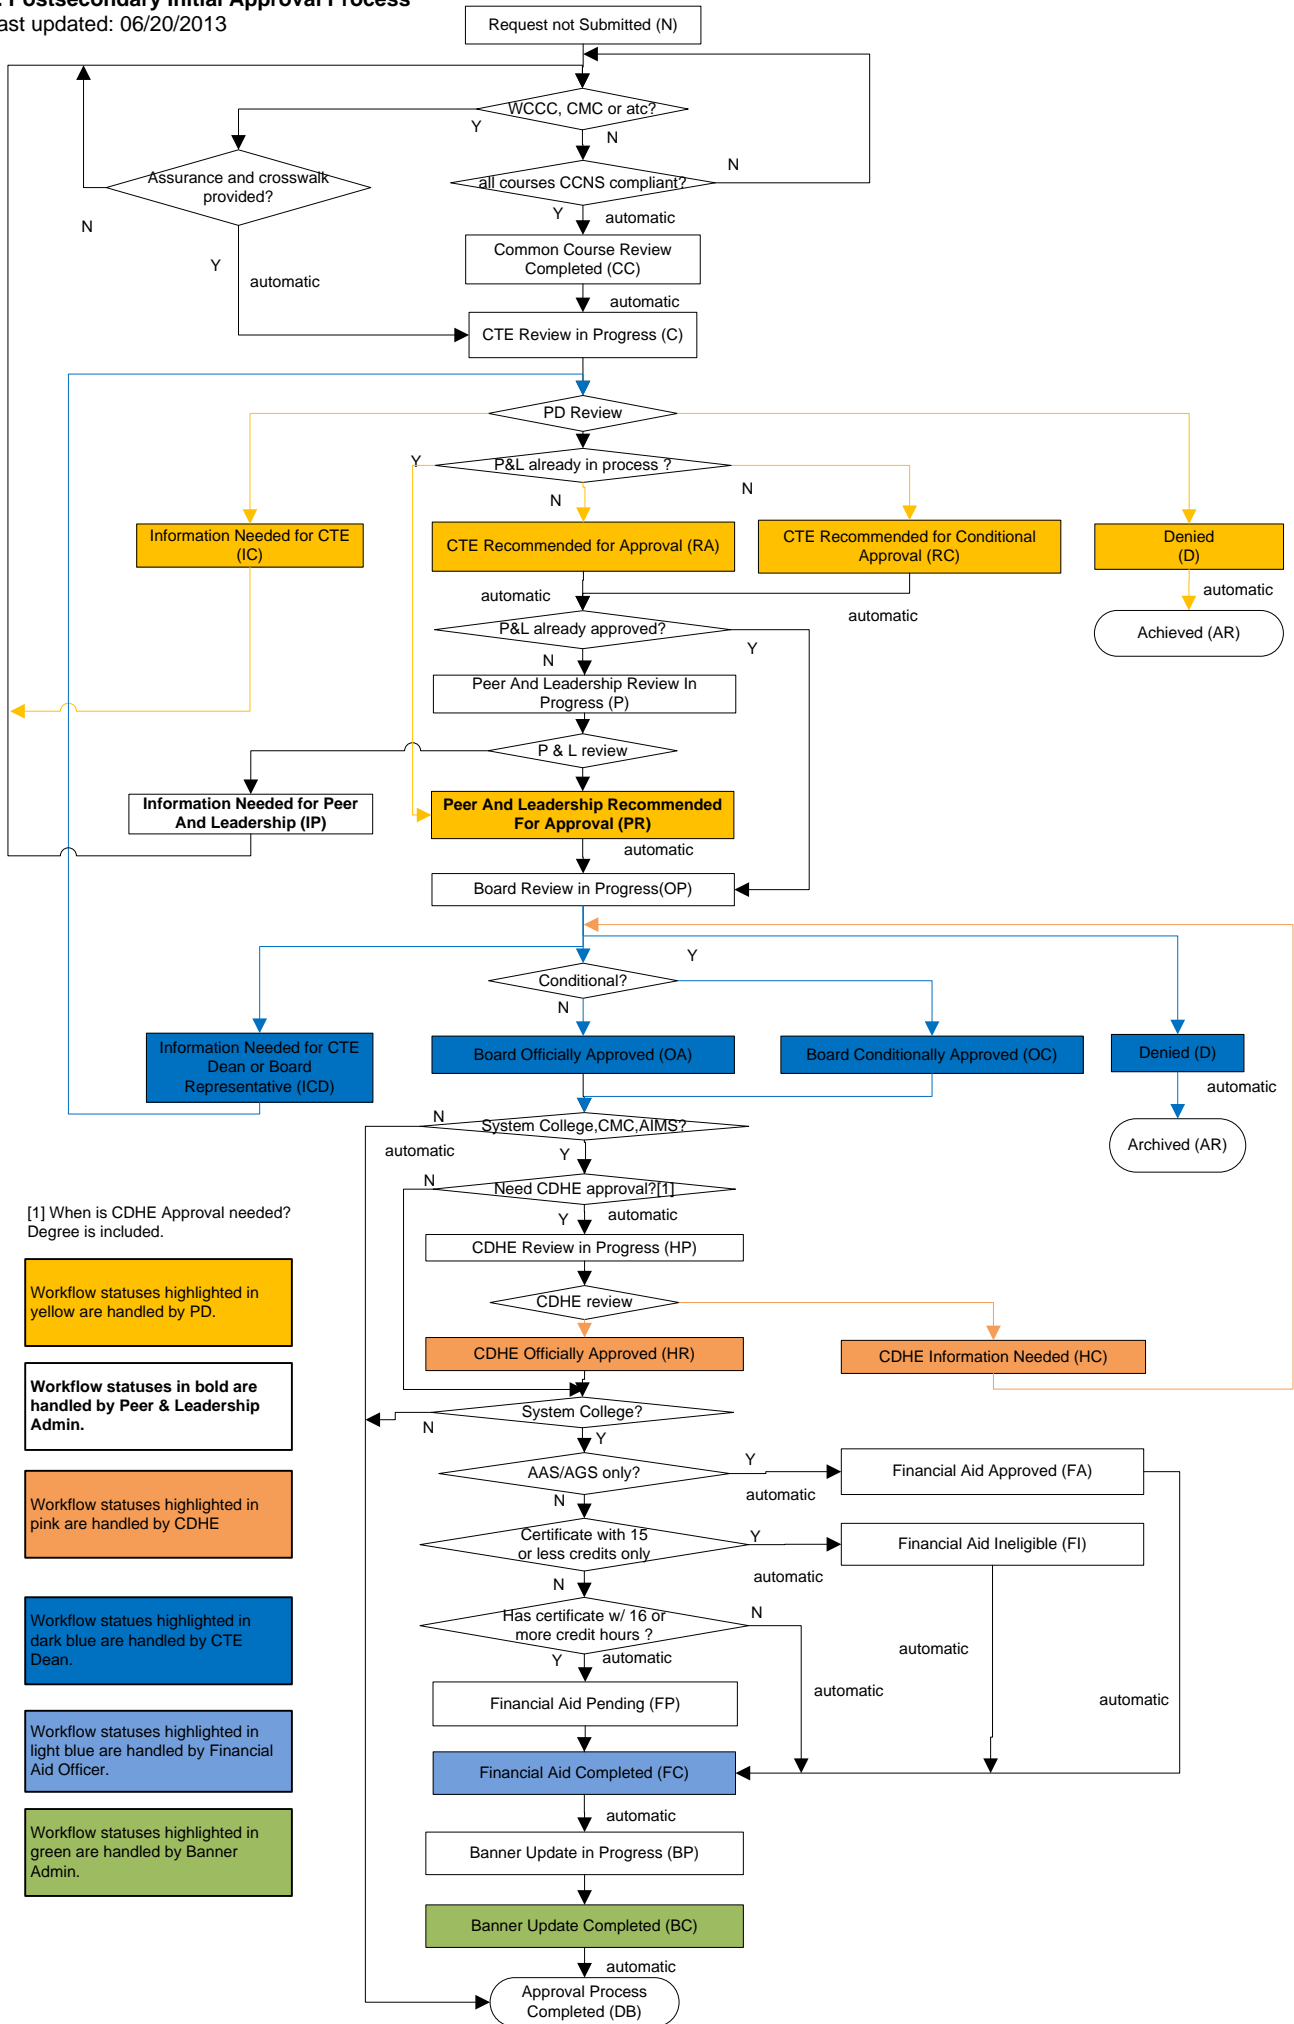 Postsecondary Initial Approval Process
ast updated: 06/20/2013
Request not Submitted (N)
WCCC, CMC or atc?
Y
N
Assurance and crosswalk
provided?
all courses CCNS compliant?
N
N
Y
automatic
Common Course Review
Completed (CC)
Y
automatic
automatic
CTE Review in Progress (C)
PD Review
P&L already in process ?
Y
N
N
Information Needed for CTE
(IC)
CTE Recommended for Approval (RA)
CTE Recommended for Conditional
Approval (RC)
Denied
(D)
automatic
automatic
automatic
P&L already approved?
Achieved (AR)
Y
N
Peer And Leadership Review In
Progress (P)
P & L review
Information Needed for Peer
And Leadership (IP)
Peer And Leadership Recommended
For Approval (PR)
automatic
Board Review in Progress(OP)
Y
Conditional?
N
Information Needed for CTE
Dean or Board
Representative (ICD)
Board Officially Approved (OA)
Board Conditionally Approved (OC)
Denied (D)
automatic
N
System College,CMC,AIMS?
Archived (AR)
automatic
Y
N
Need CDHE approval?[1]
[1] When is CDHE Approval needed?
Degree is included.
Y
automatic
CDHE Review in Progress (HP)
Workflow statuses highlighted in
yellow are handled by PD.
CDHE review
CDHE Officially Approved (HR)
CDHE Information Needed (HC)
Workflow statuses in bold are
handled by Peer & Leadership
Admin.
System College?
N
Y
AAS/AGS only?
Y
Financial Aid Approved (FA)
automatic
N
Workflow statuses highlighted in
pink are handled by CDHE
Certificate with 15
or less credits only
Y
Financial Aid Ineligible (FI)
automatic
N
Workflow statues highlighted in
dark blue are handled by CTE
Dean.
Has certificate w/ 16 or
more credit hours ?
N
Y
automatic
automatic
automatic
automatic
Financial Aid Pending (FP)
Workflow statuses highlighted in
light blue are handled by Financial
Aid Officer.
Financial Aid Completed (FC)
automatic
Workflow statuses highlighted in
green are handled by Banner
Admin.
Banner Update in Progress (BP)
Banner Update Completed (BC)
automatic
Approval Process
Completed (DB)